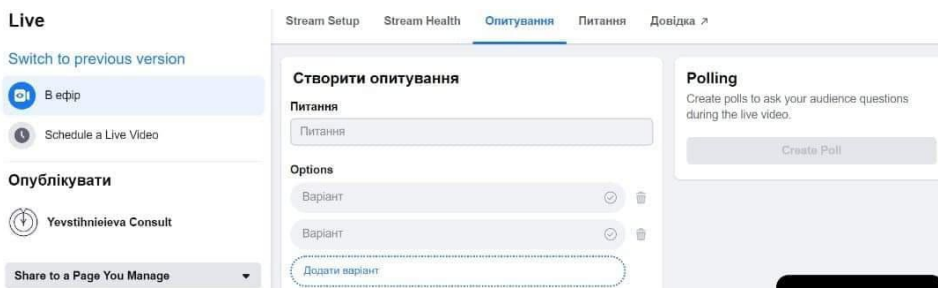 Live
Switch to previous version
В ефір
Schedule a Live Video
Опублікувати
Yevstihnieieva Consult
Share to a Page You Manage
Stream Setup Stream Health Опитування Питання Довідка ↗
Створити опитування
Питання
Питання
Options
Варіант
Варіант
Додати варіант
Polling
Create polls to ask your audience questions
during the live video.
Create Poll